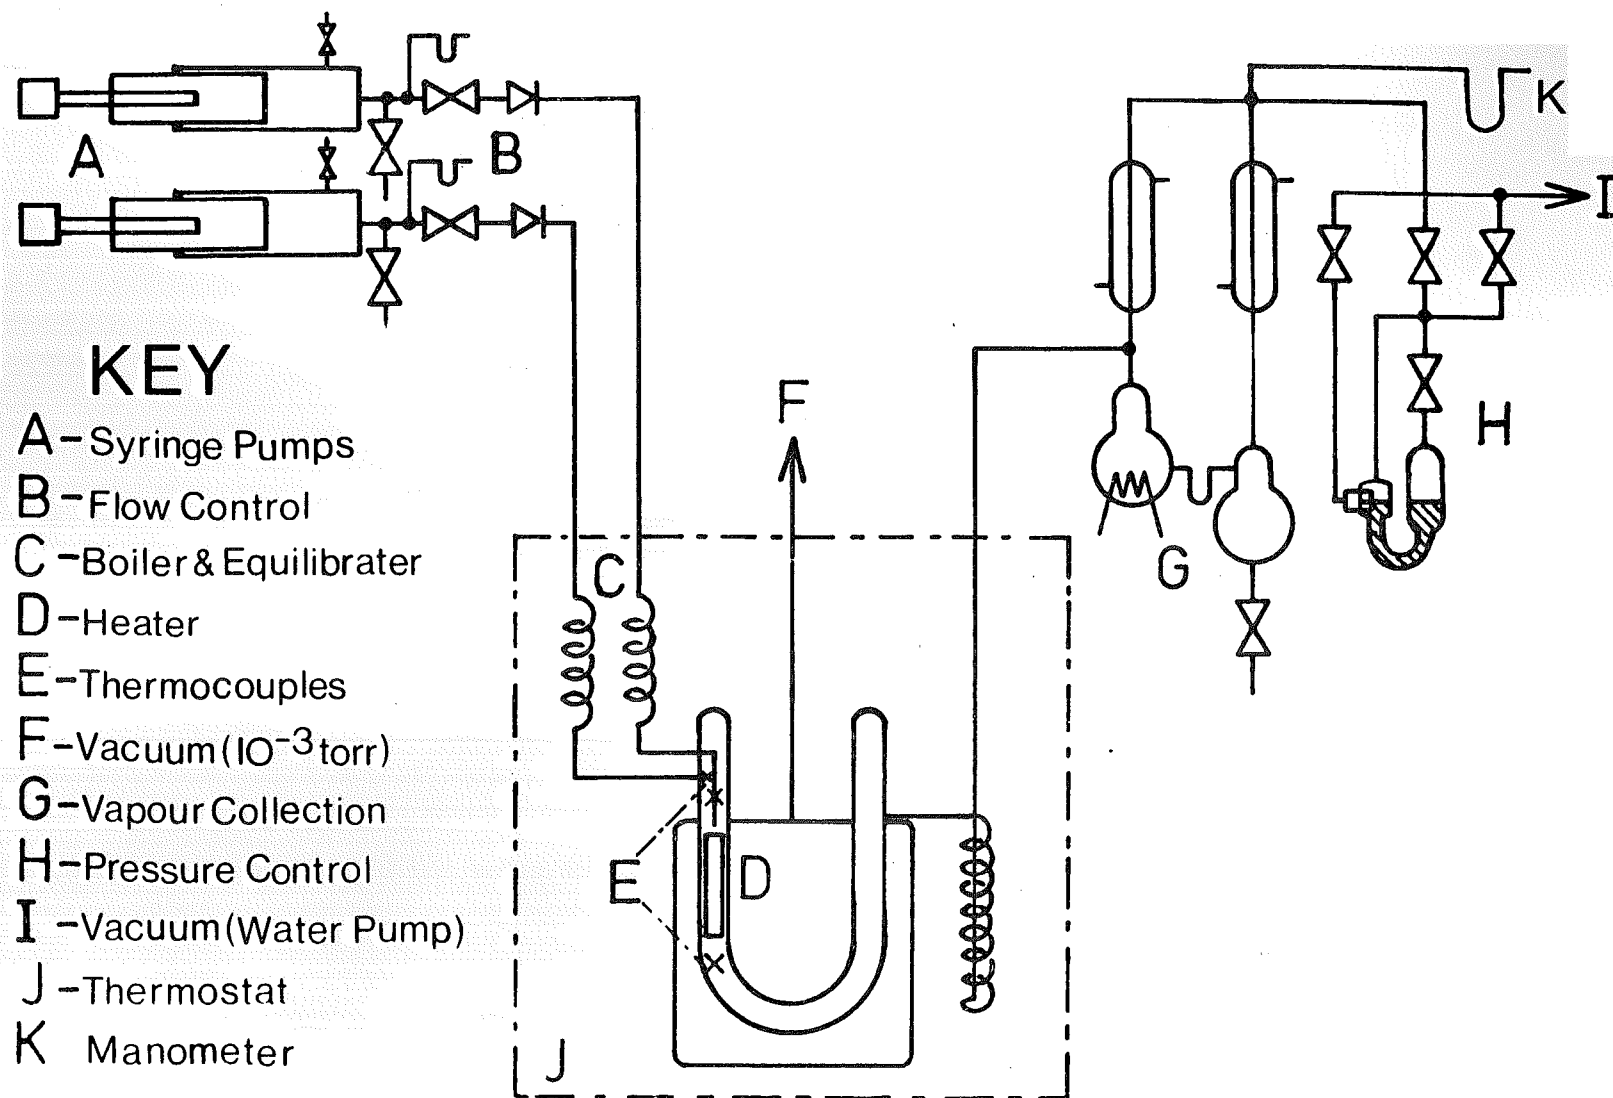 A
B
K
I
KEY
A-Syringe Pumps
B-Flow Control
C-Boiler & Equilibrater
D-Heater
E-Thermocouples
F-Vacuum(10⁻³ torr)
G-Vapour Collection
H-Pressure Control
I-Vacuum(Water Pump)
J-Thermostat
K Manometer
F
H
C
G
E
D
J